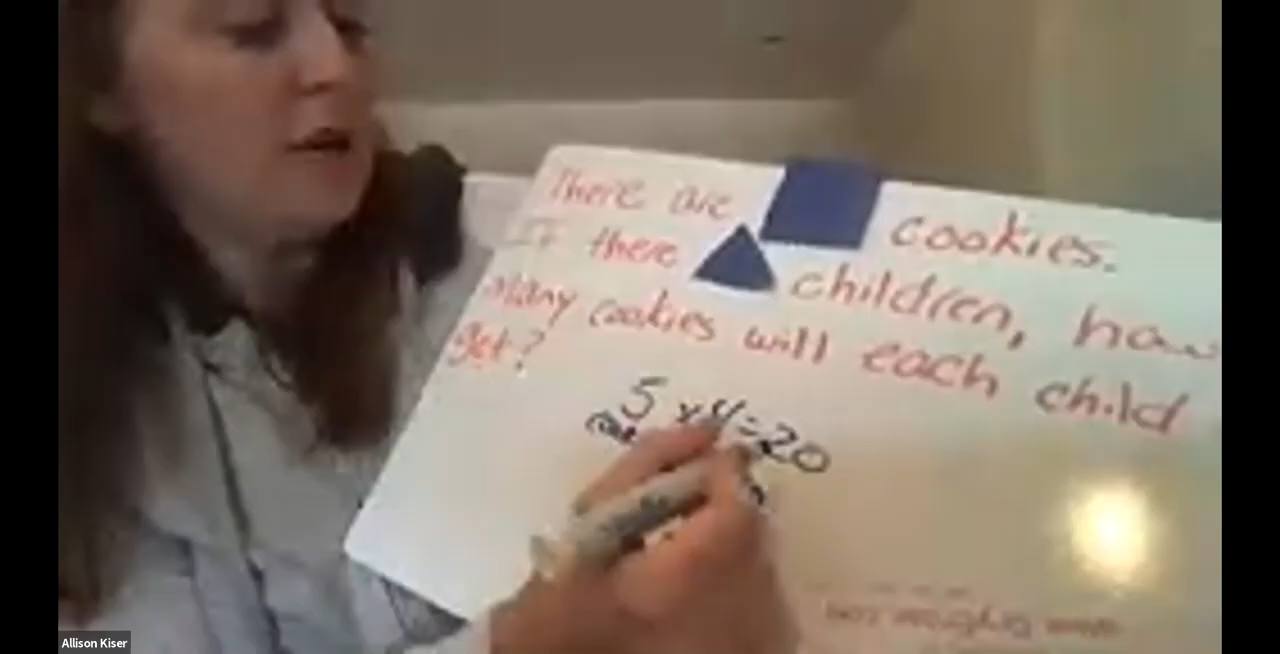 There are cookies.
If there children, how
many cookies will each child
get?
5 x 4 = 20
Allison Kiser